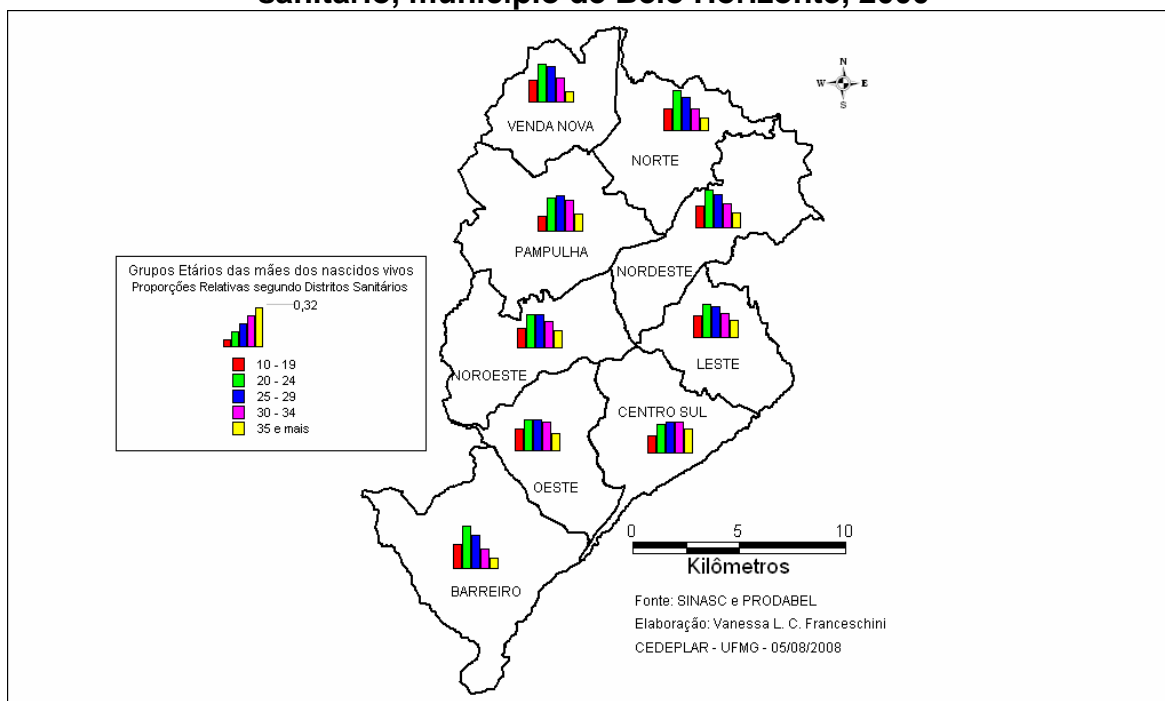 sanitário, município de Belo Horizonte, 2000
N
W E
S
VENDA NOVA
NORTE
PAMPULHA
NORDESTE
Grupos Etários das mães dos nascidos vivos
Proporções Relativas segundo Distritos Sanitários
0,32
10 - 19
20 - 24
25 - 29
30 - 34
35 e mais
NOROESTE
LESTE
CENTRO SUL
OESTE
BARREIRO
0 5 10
Kilômetros
Fonte: SINASC e PRODABEL
Elaboração: Vanessa L. C. Franceschini
CEDEPLAR - UFMG - 05/08/2008